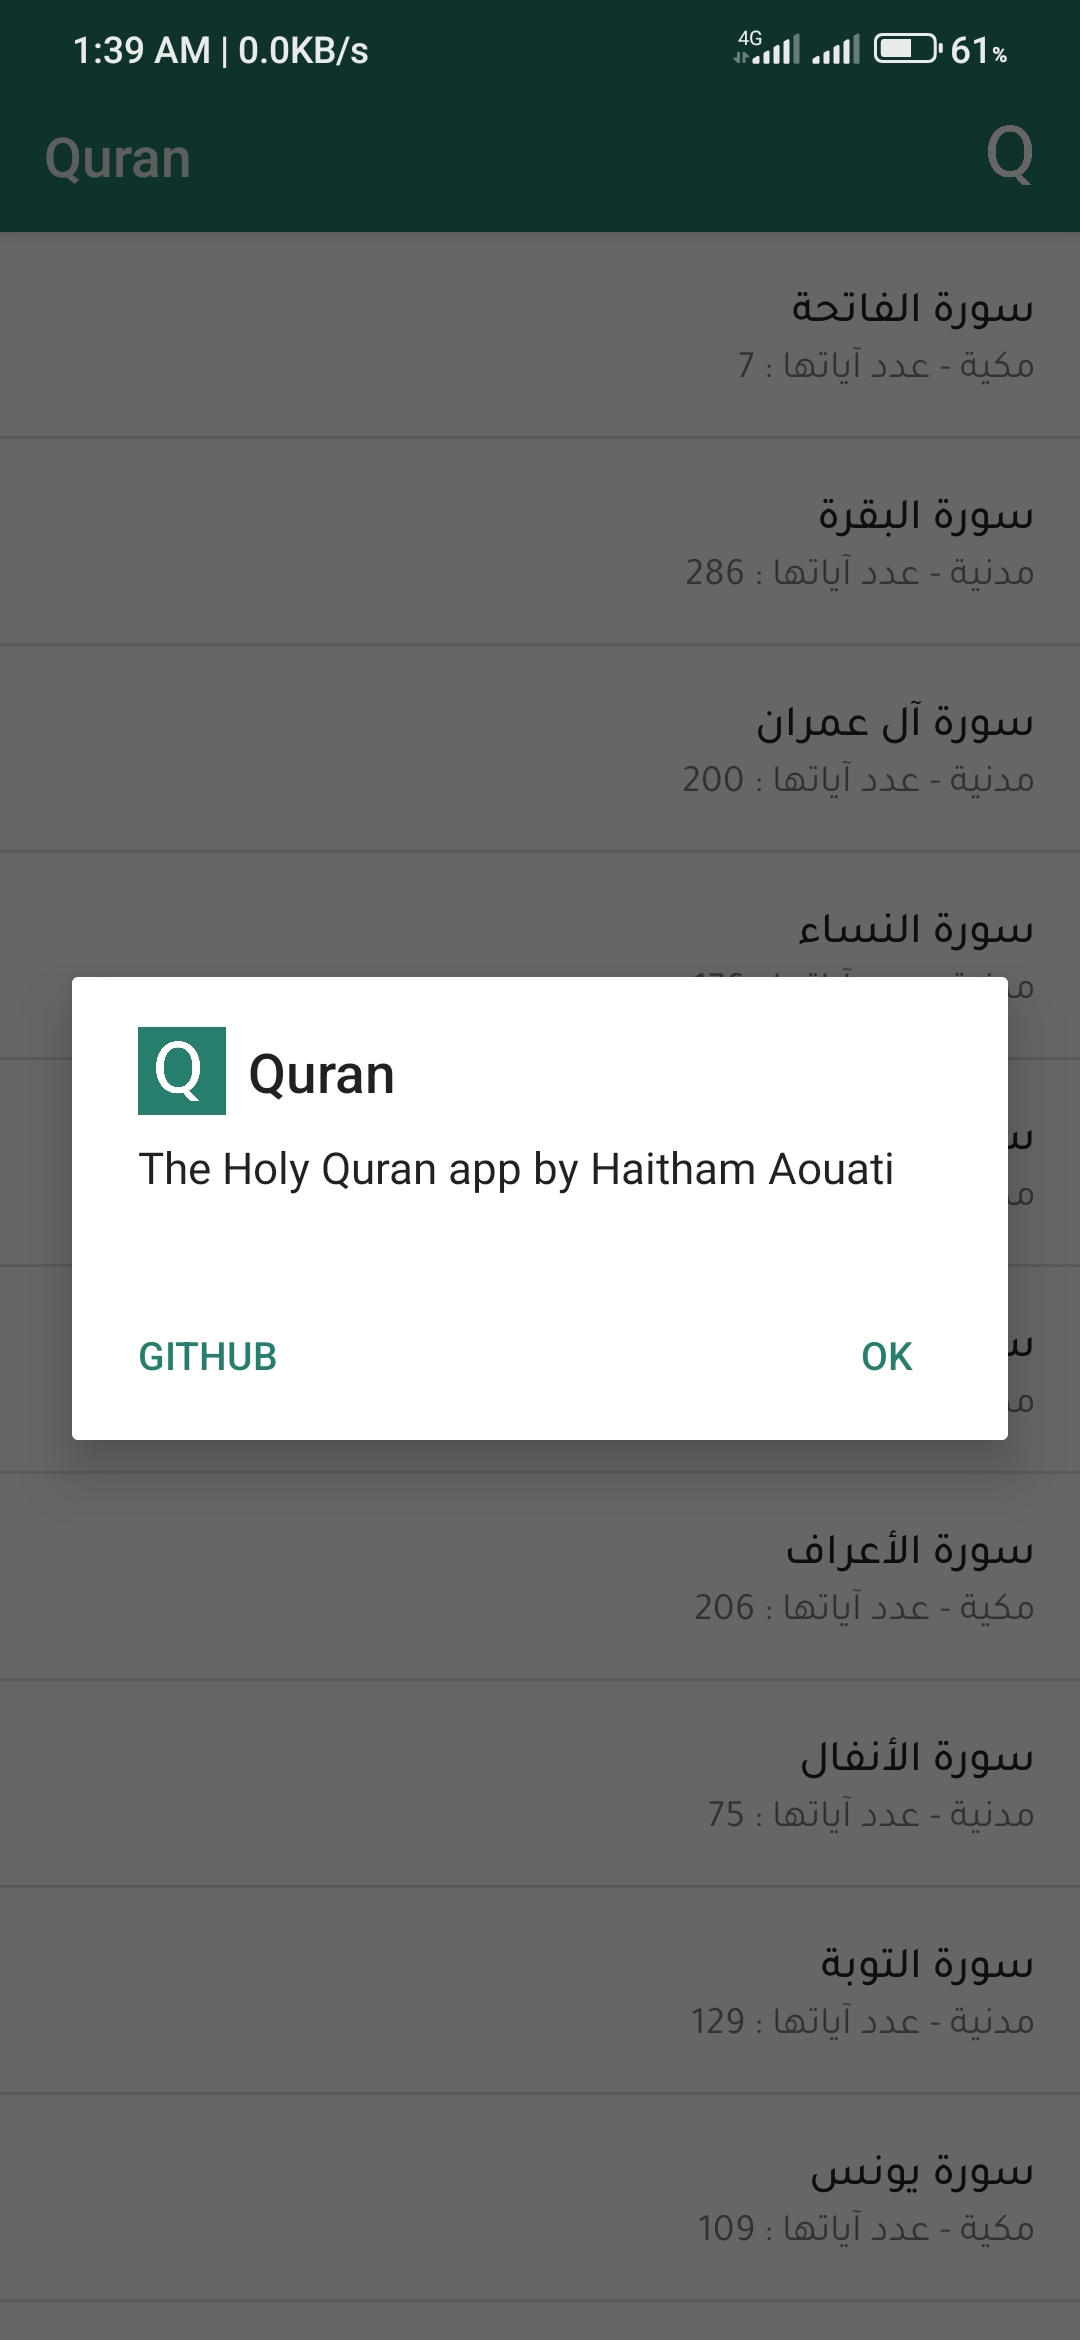 1:39 AM | 0.0KB/s 4G 61%
Quran Q
سورة الفاتحة
مكية - عدد آياتها : 7
سورة البقرة
مدنية - عدد آياتها : 286
سورة آل عمران
مدنية - عدد آياتها : 200
سورة النساء
Q Quran
The Holy Quran app by Haitham Aouati
GITHUB OK
سورة الأعراف
مكية - عدد آياتها : 206
سورة الأنفال
مدنية - عدد آياتها : 75
سورة التوبة
مدنية - عدد آياتها : 129
سورة يونس
مكية - عدد آياتها : 109